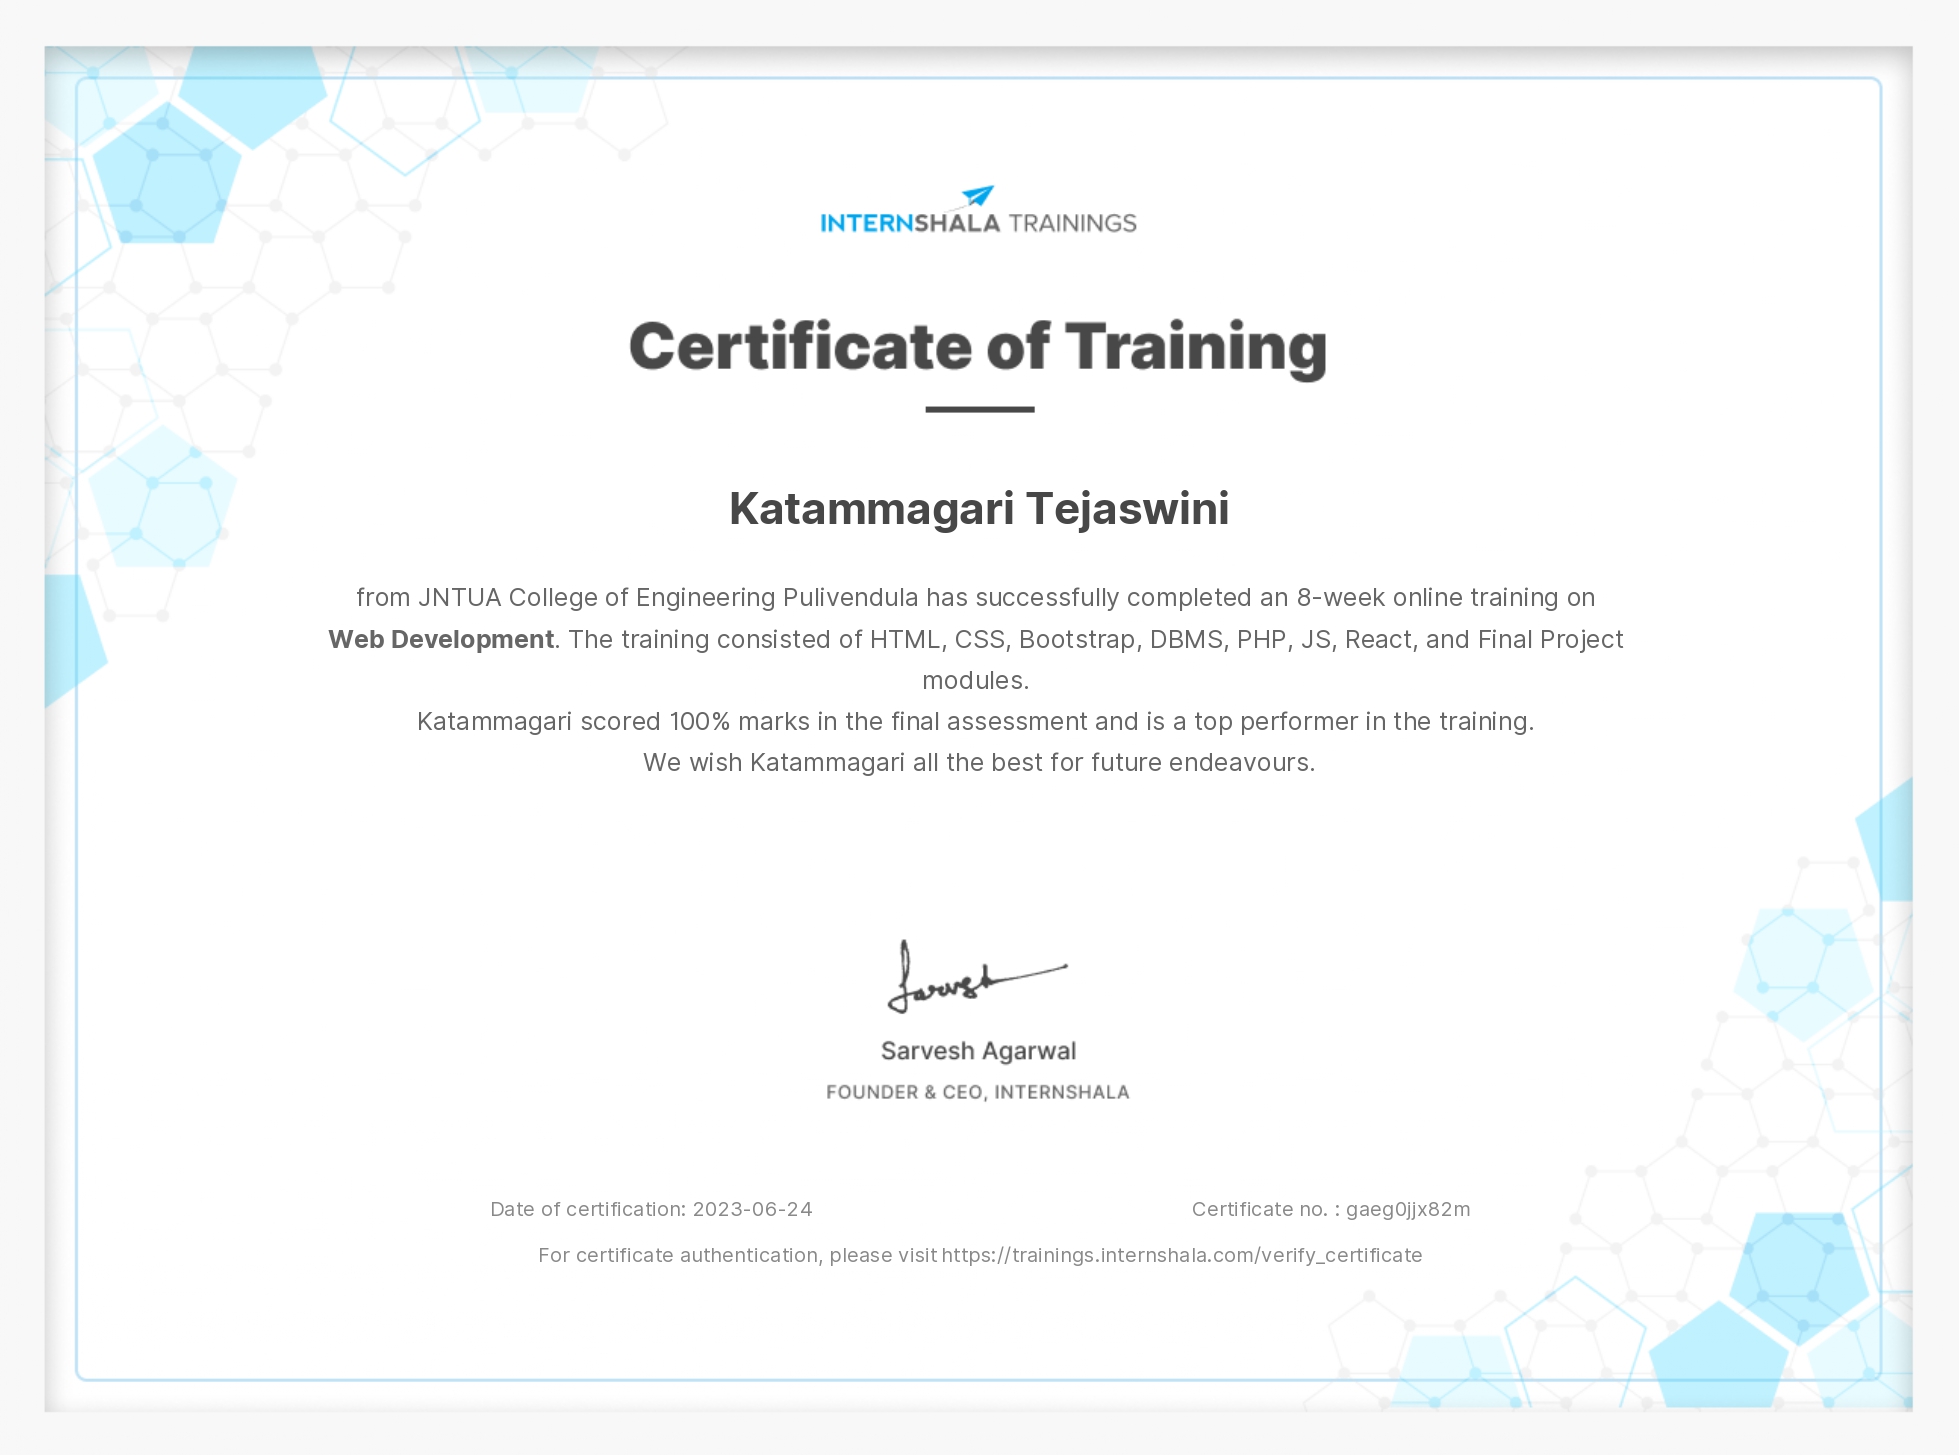 INTERNSHALA TRAININGS
Certificate of Training
Katammagari Tejaswini
from JNTUA College of Engineering Pulivendula has successfully completed an 8-week online training on
Web Development. The training consisted of HTML, CSS, Bootstrap, DBMS, PHP, JS, React, and Final Project
modules.
Katammagari scored 100% marks in the final assessment and is a top performer in the training.
We wish Katammagari all the best for future endeavours.
Sarvesh
Sarvesh Agarwal
FOUNDER & CEO, INTERNSHALA
Date of certification: 2023-06-24
Certificate no. : gaeg0jjx82m
For certificate authentication, please visit https://trainings.internshala.com/verify_certificate